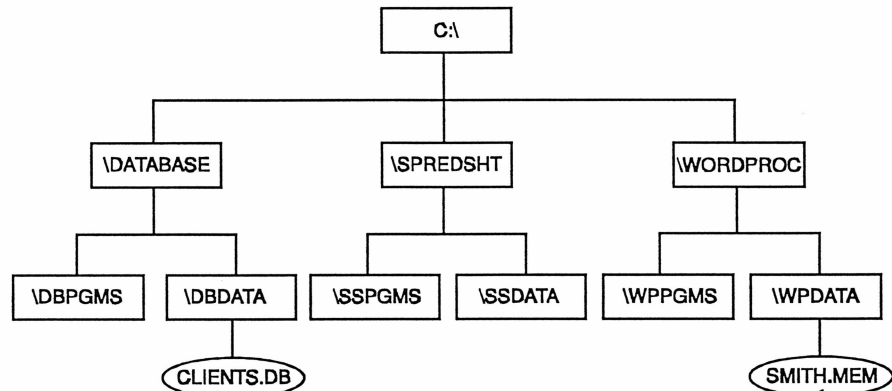 C:\
\DATABASE
\SPREDSHT
\WORDPROC
\DBPGMS
\DBDATA
\SSPGMS
\SSDATA
\WPPGMS
\WPDATA
CLIENTS.DB
SMITH.MEM